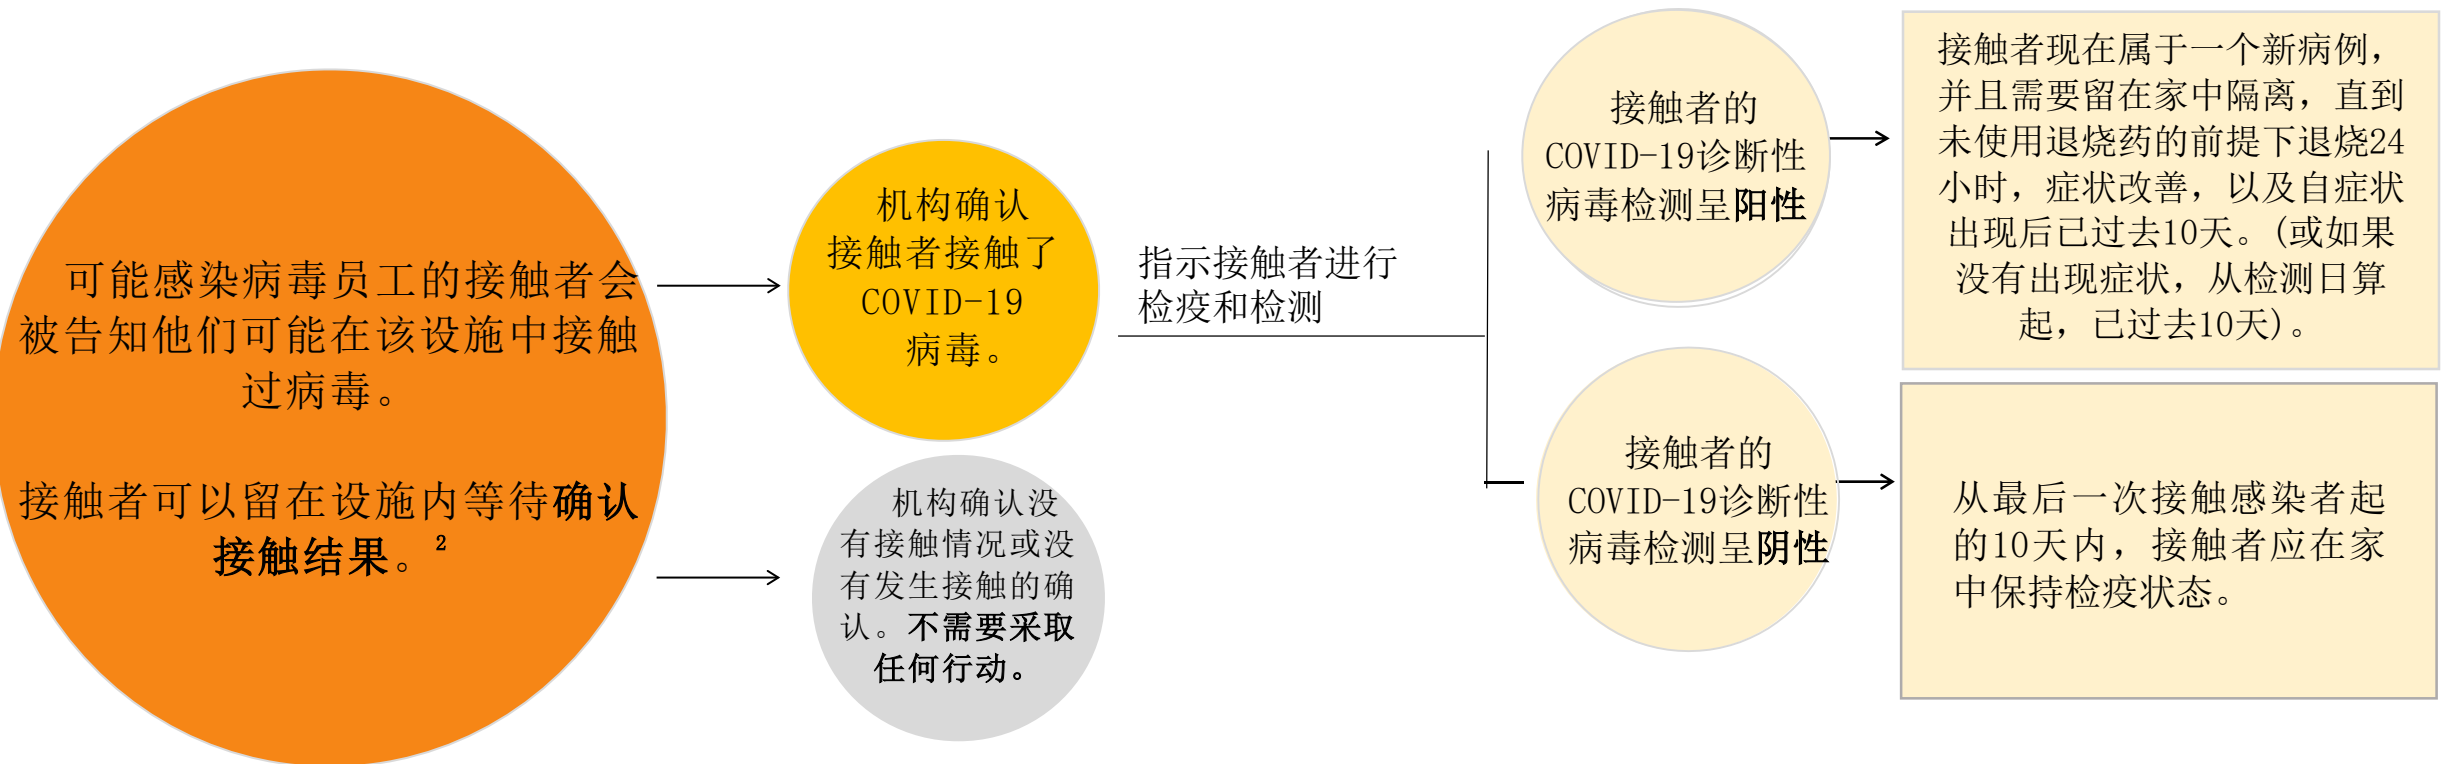 可能感染病毒员工的接触者会
被告知他们可能在该设施中接触
过病毒。
接触者可以留在设施内等待确认
接触结果。2
机构确认
接触者接触了
COVID-19
病毒。
机构确认没
有接触情况或没
有发生接触的确
认。不需要采取
任何行动。
指示接触者进行
检疫和检测
接触者的
COVID-19诊断性
病毒检测呈阳性
接触者现在属于一个新病例，
并且需要留在家中隔离，直到
未使用退烧药的前提下退烧24
小时，症状改善，以及自症状
出现后已过去10天。(或如果
没有出现症状，从检测日算
起，已过去10天)。
接触者的
COVID-19诊断性
病毒检测呈阴性
从最后一次接触感染者起
的10天内，接触者应在家
中保持检疫状态。